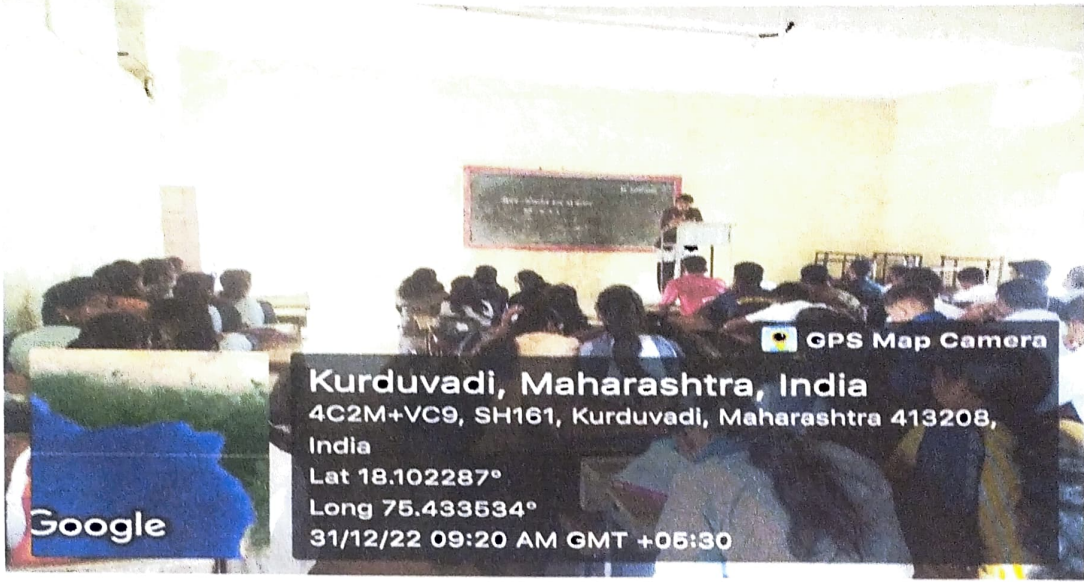 GPS Map Camera
Kurduvadi, Maharashtra, India
4C2M+VC9, SH161, Kurduvadi, Maharashtra 413208,
India
Lat 18.102287°
Long 75.433534°
31/12/22 09:20 AM GMT +05:30
Google